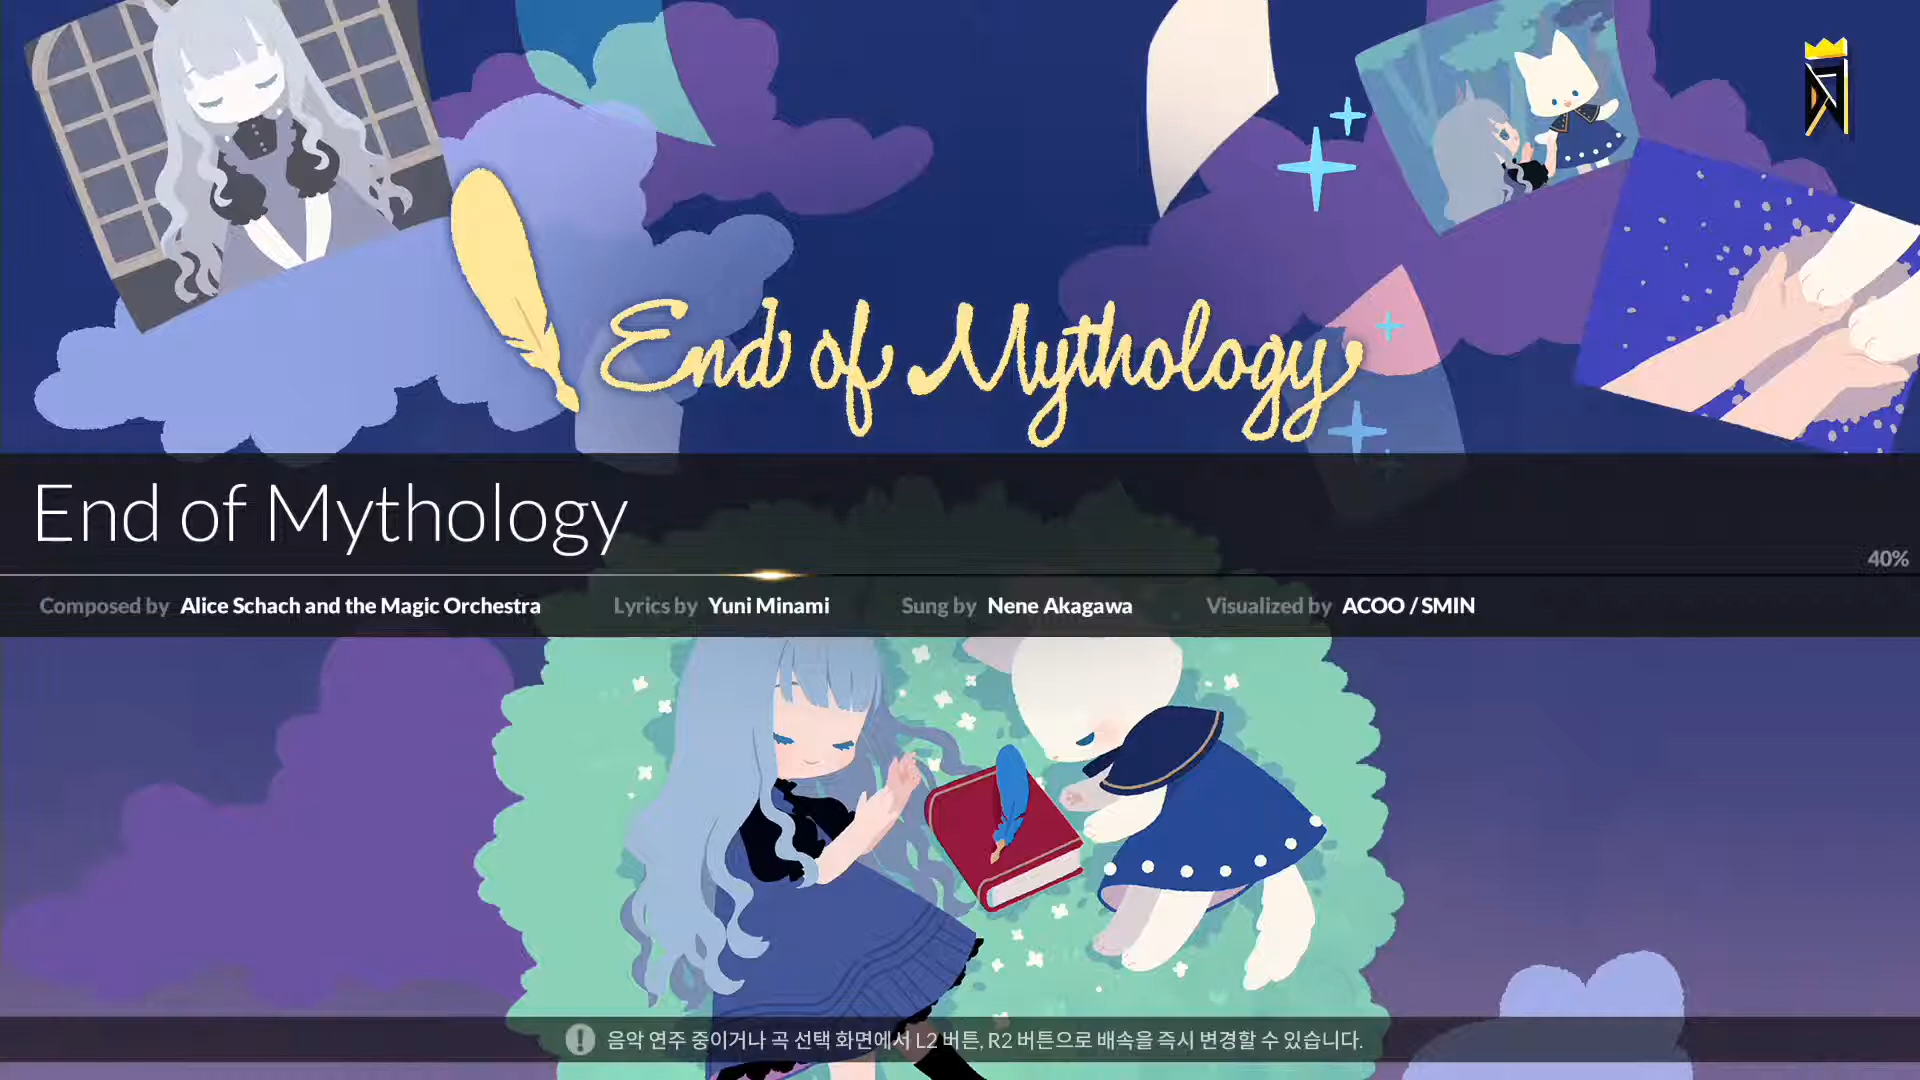 End of Mythology
End of Mythology
40%
Composed by Alice Schach and the Magic Orchestra Lyrics by Yuni Minami Sung by Nene Akagawa Visualized by ACOO / SMIN
음악 연주 중이거나 곡 선택 화면에서 L2 버튼, R2 버튼으로 배속을 즉시 변경할 수 있습니다.